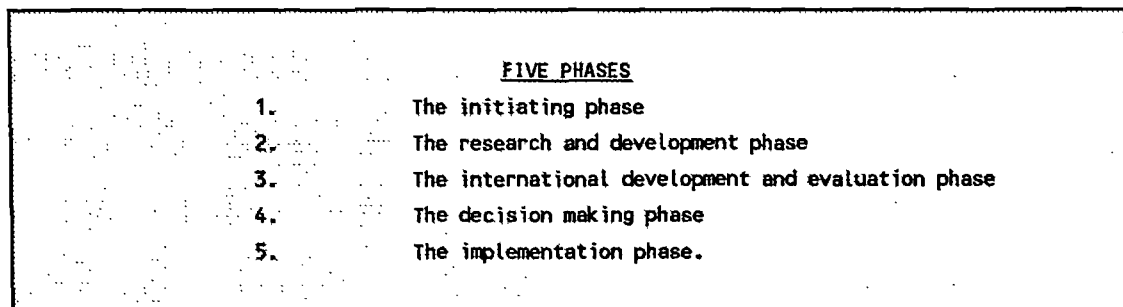 FIVE PHASES
1. The initiating phase
2. The research and development phase
3. The international development and evaluation phase
4. The decision making phase
5. The implementation phase.